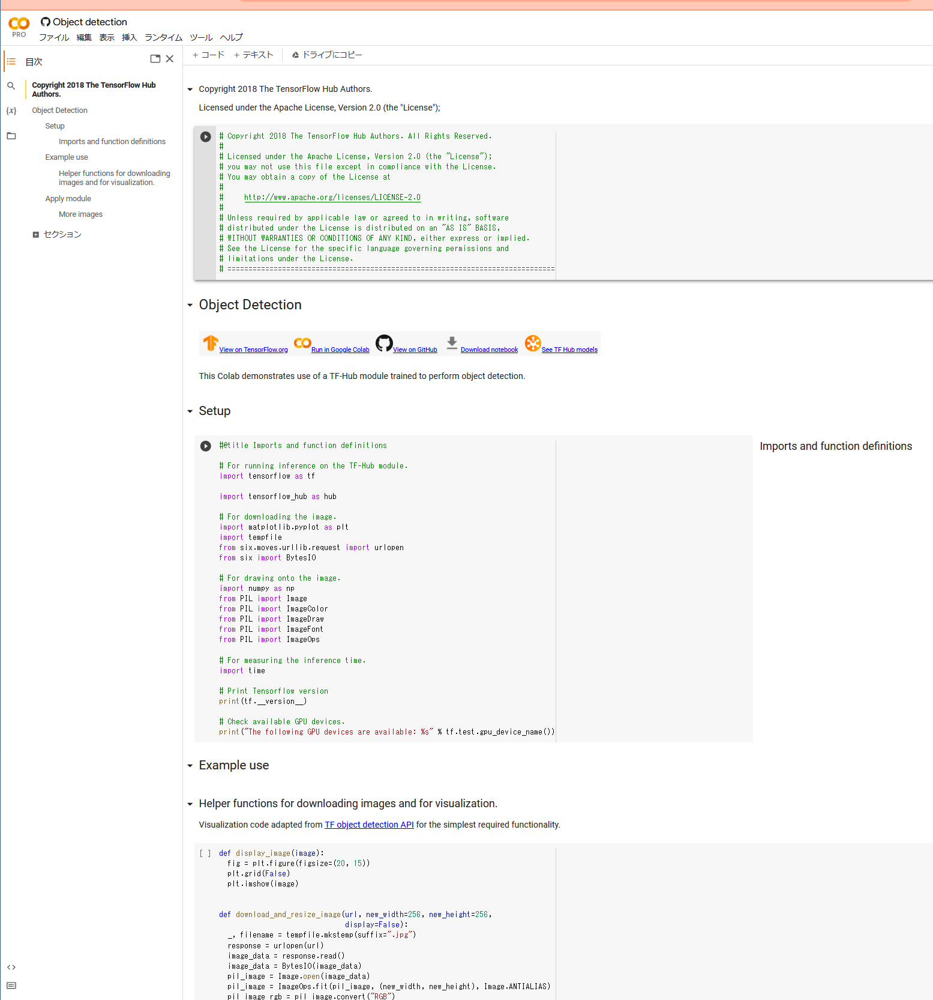 Object detection
PRO
ファイル 編集 表示 挿入 ランタイム ツール ヘルプ
目次
Copyright 2018 The TensorFlow Hub
Authors.
Object Detection
Setup
Imports and function definitions
Example use
Helper functions for downloading
images and for visualization.
Apply module
More images
セクション
{x}
+ コード + テキスト ドライブにコピー
Copyright 2018 The TensorFlow Hub Authors.
Licensed under the Apache License, Version 2.0 (the "License");
# Copyright 2018 The TensorFlow Hub Authors. All Rights Reserved.
#
# Licensed under the Apache License, Version 2.0 (the "License");
# you may not use this file except in compliance with the License.
# You may obtain a copy of the License at
#
#     http://www.apache.org/licenses/LICENSE-2.0
#
# Unless required by applicable law or agreed to in writing, software
# distributed under the License is distributed on an "AS IS" BASIS,
# WITHOUT WARRANTIES OR CONDITIONS OF ANY KIND, either express or implied.
# See the License for the specific language governing permissions and
# limitations under the License.
# ==============================================================================
Object Detection
View on TensorFlow.org Run in Google Colab View on GitHub Download notebook See TF Hub models
This Colab demonstrates use of a TF-Hub module trained to perform object detection.
Setup
#@title Imports and function definitions
# For running inference on the TF-Hub module.
import tensorflow as tf
import tensorflow_hub as hub
# For downloading the image.
import matplotlib.pyplot as plt
import tempfile
from six.moves.urllib.request import urlopen
from six import BytesIO
# For drawing onto the image.
import numpy as np
from PIL import Image
from PIL import ImageColor
from PIL import ImageDraw
from PIL import ImageFont
from PIL import ImageOps
# For measuring the inference time.
import time
# Print Tensorflow version
print(tf.__version__)
# Check available GPU devices.
print("The following GPU devices are available: %s" % tf.test.gpu_device_name())
Imports and function definitions
Example use
Helper functions for downloading images and for visualization.
Visualization code adapted from TF object detection API for the simplest required functionality.
[ ] def display_image(image):
  fig = plt.figure(figsize=(20, 15))
  plt.grid(False)
  plt.imshow(image)
def download_and_resize_image(url, new_width=256, new_height=256,
                              display=False):
  _, filename = tempfile.mkstemp(suffix=".jpg")
  response = urlopen(url)
  image_data = response.read()
  image_data = BytesIO(image_data)
  pil_image = Image.open(image_data)
  pil_image = ImageOps.fit(pil_image, (new_width, new_height), Image.ANTIALIAS)
  pil_image_rgb = pil_image.convert("RGB")